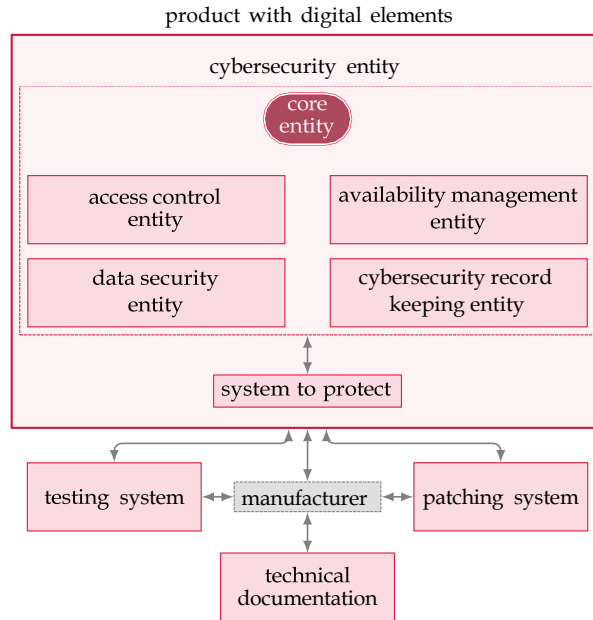 product with digital elements
cybersecurity entity
core
entity
access control
entity
availability management
entity
data security
entity
cybersecurity record
keeping entity
system to protect
testing system
manufacturer
patching system
technical
documentation